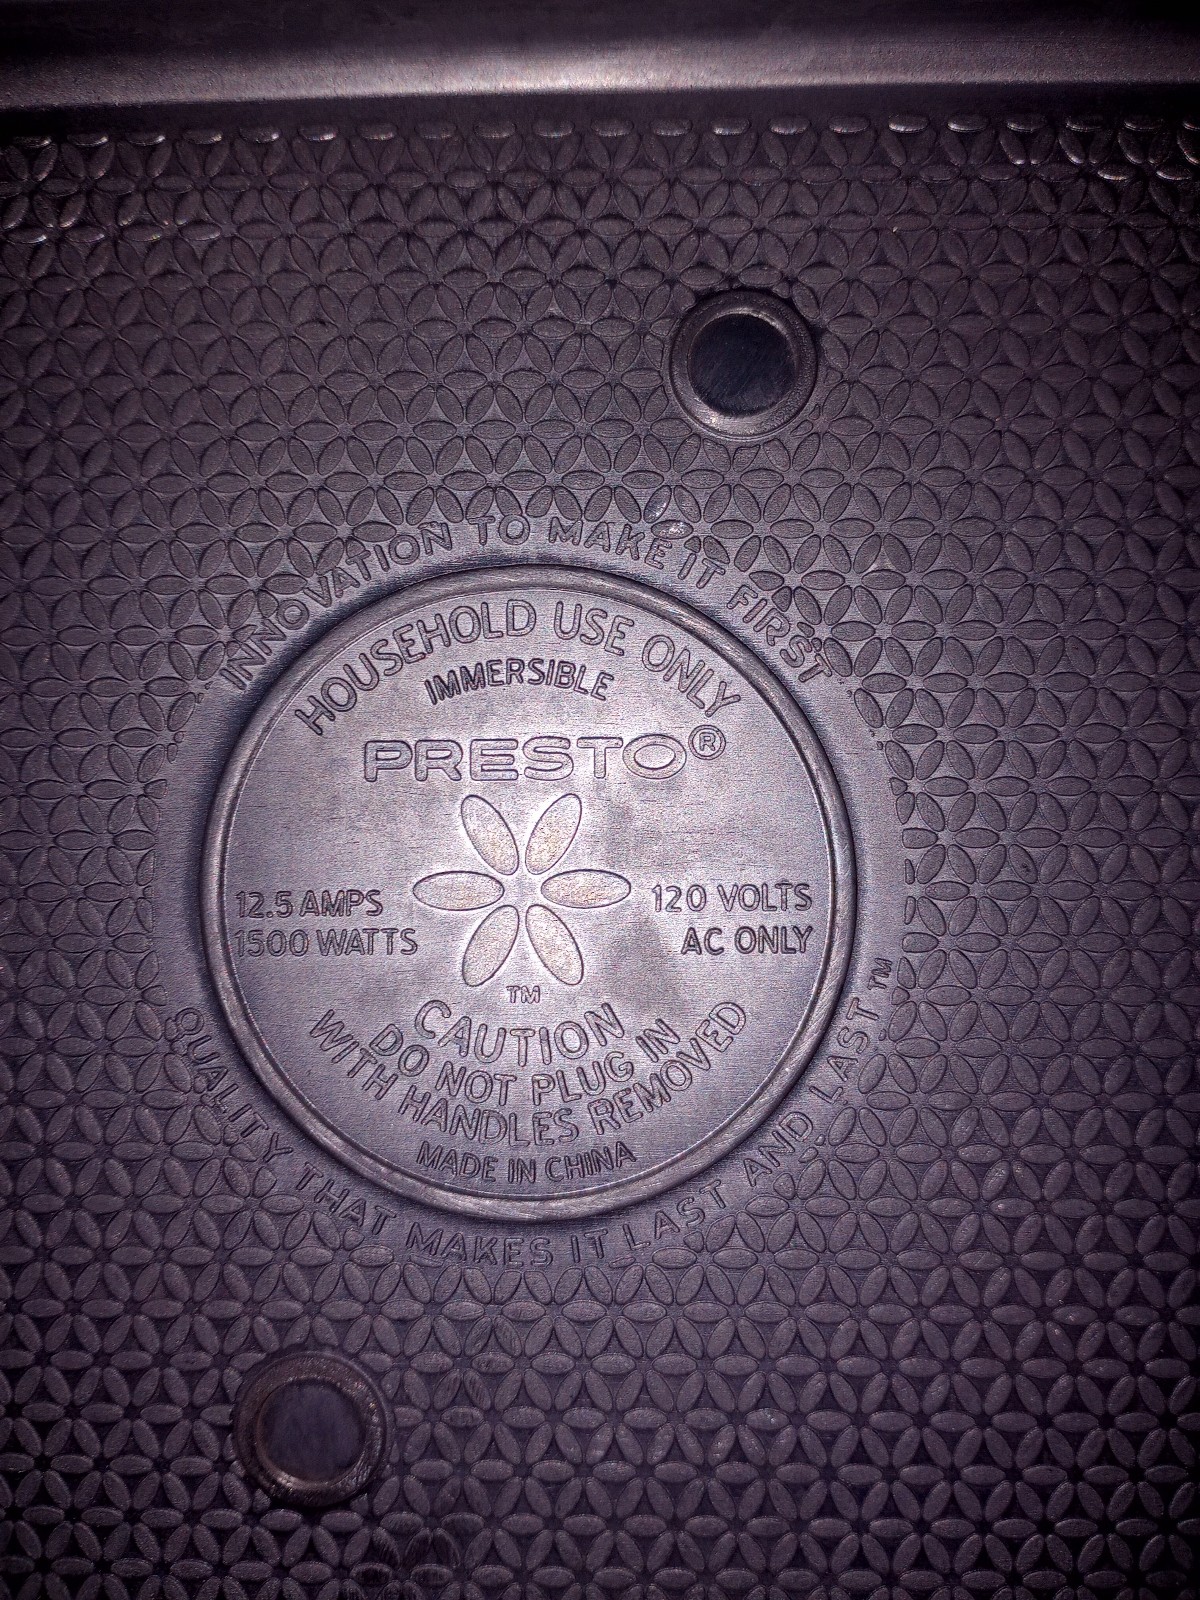 INNOVATION TO MAKE IT FIRST
HOUSEHOLD USE ONLY
IMMERSIBLE
PRESTO®
12.5 AMPS
1500 WATTS
120 VOLTS
AC ONLY
TM
CAUTION
DO NOT PLUG IN
WITH HANDLES REMOVED
MADE IN CHINA
QUALITY THAT MAKES IT LAST AND LAST™